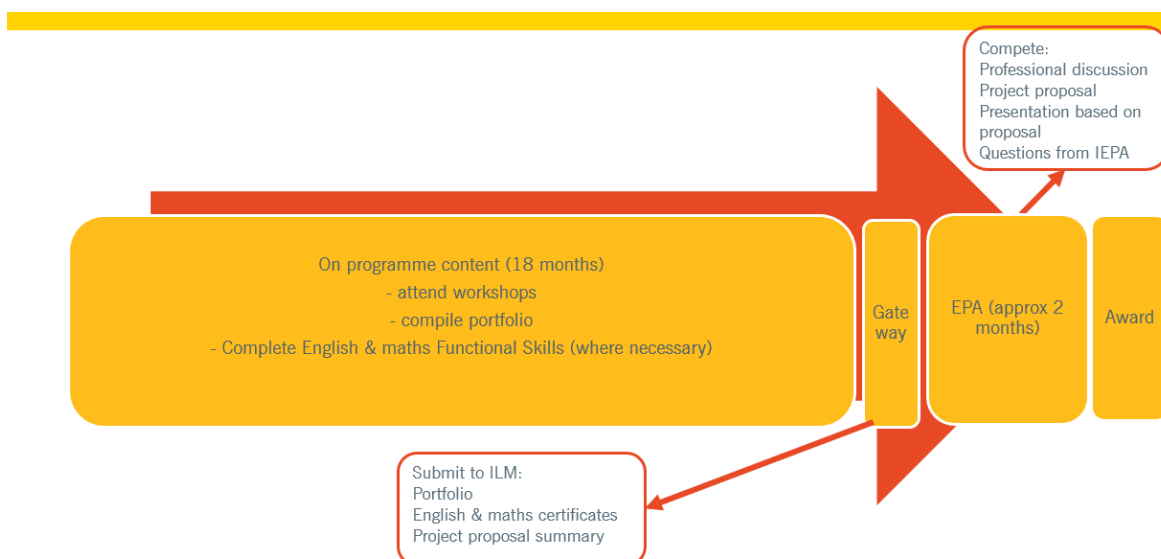 Compete:
Professional discussion
Project proposal
Presentation based on
proposal
Questions from IEPA
On programme content (18 months)
- attend workshops
- compile portfolio
- Complete English & maths Functional Skills (where necessary)
Gate
way
EPA (approx 2
months)
Award
Submit to ILM:
Portfolio
English & maths certificates
Project proposal summary